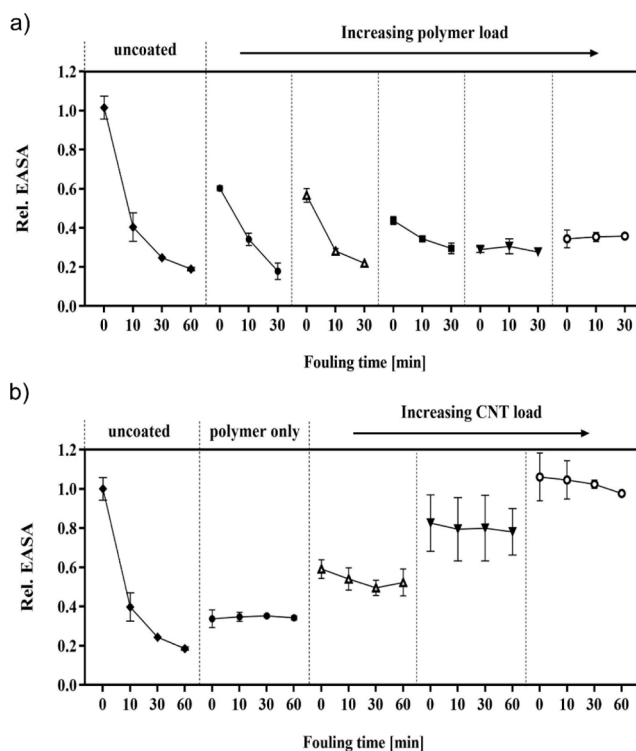 a)
uncoated Increasing polymer load
Rel. EASA
1.2
1.0
0.8
0.6
0.4
0.2
0.0
0 10 30 60 0 10 30 0 10 30 0 10 30 0 10 30 0 10 30
Fouling time [min]
b)
uncoated polymer only Increasing CNT load
Rel. EASA
1.2
1.0
0.8
0.6
0.4
0.2
0.0
0 10 30 60 0 10 30 60 0 10 30 60 0 10 30 60 0 10 30 60
Fouling time [min]